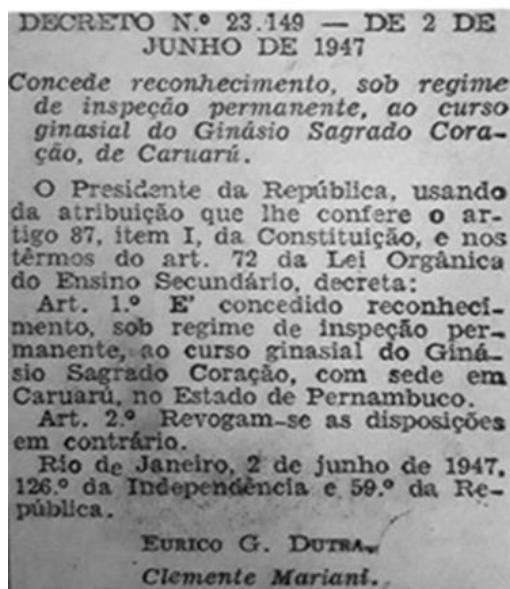 DECRETO N.º 23.149 — DE 2 DE
JUNHO DE 1947
Concede reconhecimento, sob regime
de inspeção permanente, ao curso
ginasial do Ginásio Sagrado Cora-
ção, de Caruarú.
O Presidente da República, usando
da atribuição que lhe confere o ar-
tigo 87, item I, da Constituição, e nos
têrmos do art. 72 da Lei Orgânica
do Ensino Secundário, decreta:
Art. 1.º E' concedido reconheci-
mento, sob regime de inspeção per-
manente, ao curso ginasial do Giná-
sio Sagrado Coração, com sede em
Caruarú, no Estado de Pernambuco.
Art. 2.º Revogam-se as disposições
em contrário.
Rio de Janeiro, 2 de junho de 1947,
126.º da Independência e 59.º da Re-
pública.
EURICO G. DUTRA.
Clemente Mariani.